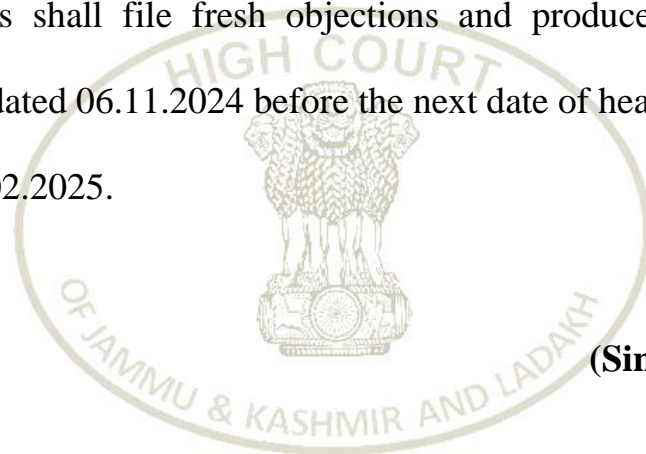 s shall file fresh objections and produce
dated 06.11.2024 before the next date of hea
02.2025.
(Sin
HIGH COURT
OF JAMMU & KASHMIR AND LADAKH